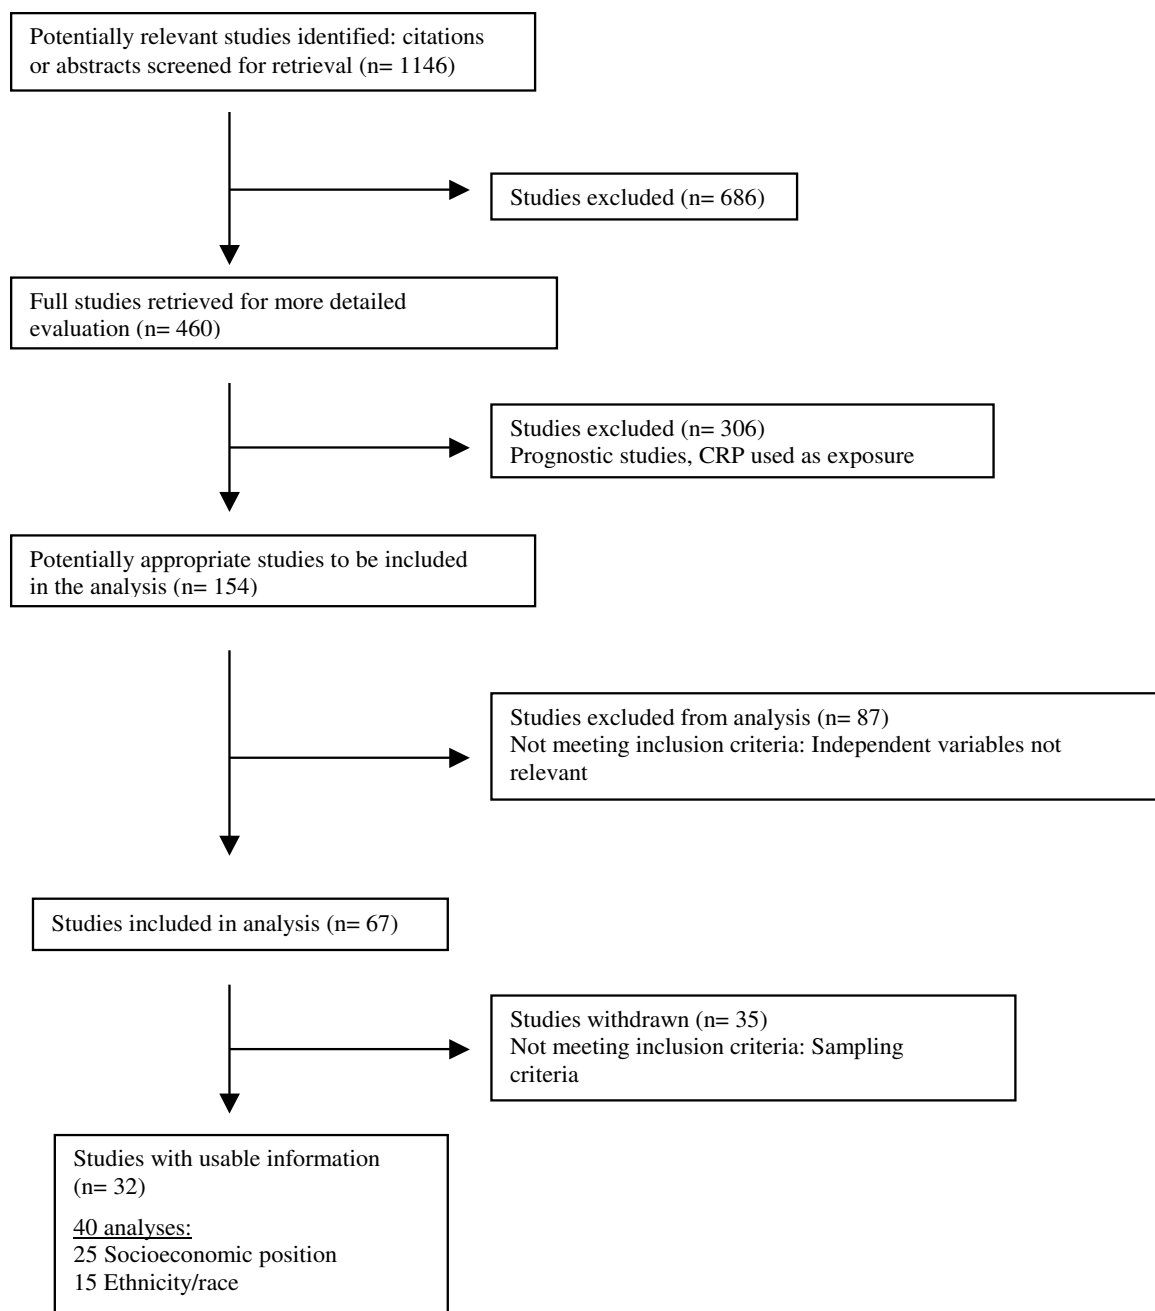 Potentially relevant studies identified: citations
or abstracts screened for retrieval (n= 1146)
Studies excluded (n= 686)
Full studies retrieved for more detailed
evaluation (n= 460)
Studies excluded (n= 306)
Prognostic studies, CRP used as exposure
Potentially appropriate studies to be included
in the analysis (n= 154)
Studies excluded from analysis (n= 87)
Not meeting inclusion criteria: Independent variables not
relevant
Studies included in analysis (n= 67)
Studies withdrawn (n= 35)
Not meeting inclusion criteria: Sampling
criteria
Studies with usable information
(n= 32)
40 analyses:
25 Socioeconomic position
15 Ethnicity/race